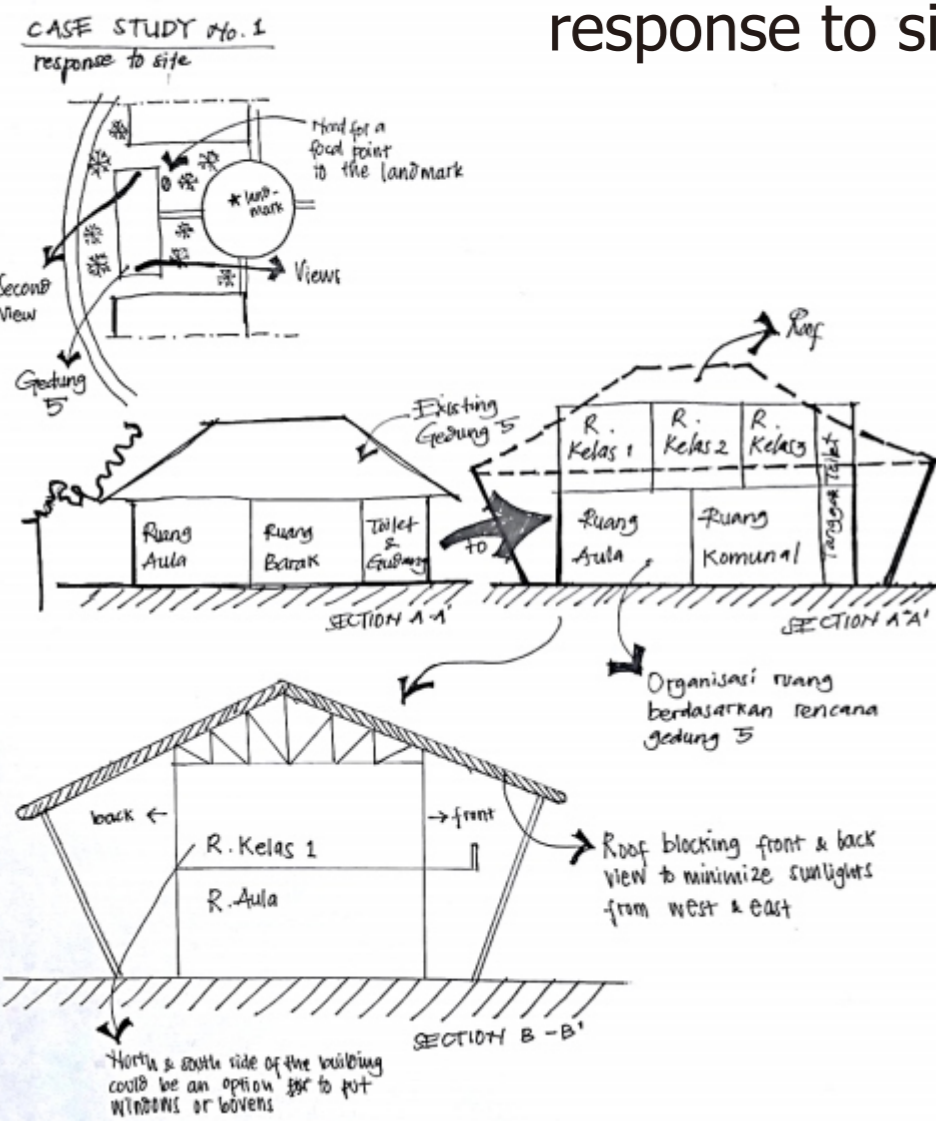 response to si
CASE STUDY No. 1
response to site
Need for a
focal point
to the landmark
★ land-
mark
Second
View
Views
Gedung
5
Existing
Gedung 5
Ruang
Aula
Ruang
Barak
Toilet
&
Gudang
SECTION A-A'
to
Roof
R.
Kelas 1
R.
Kelas 2
R.
Kelas 3
Toilet
Ruang
Aula
Ruang
Komunal
Tangga
SECTION A-A'
Organisasi ruang
berdasarkan rencana
gedung 5
back ←
→ front
R. Kelas 1
R. Aula
Roof blocking front & back
view to minimize sunlights
from west & east
SECTION B-B'
North & south side of the building
could be an option for to put
windows or bovens